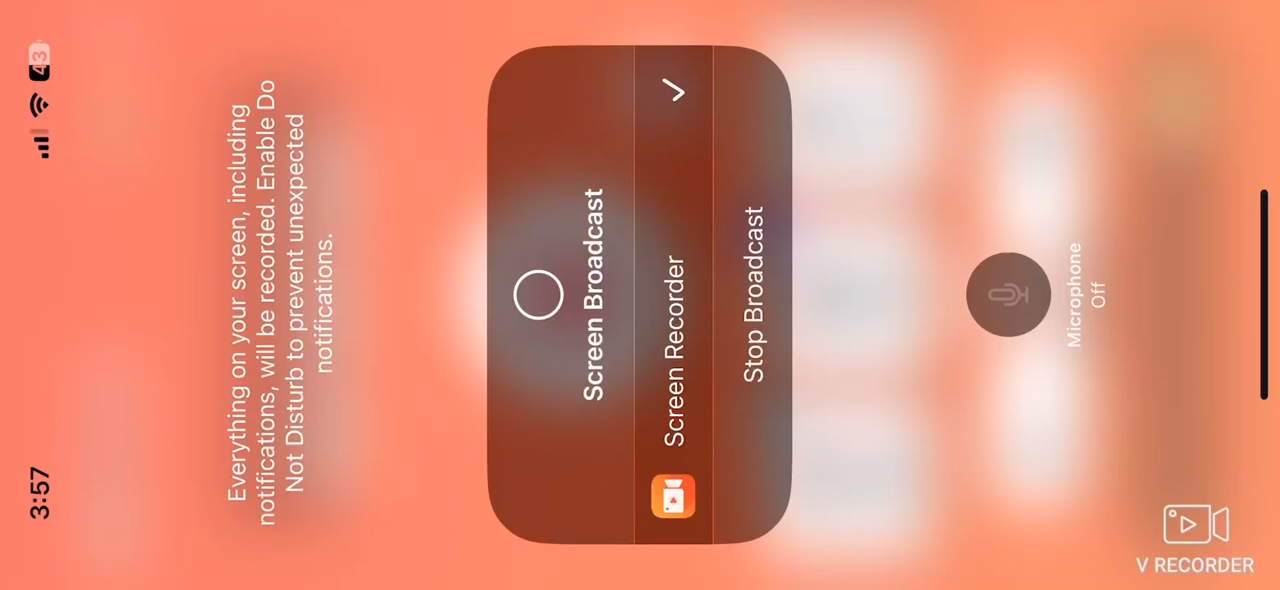 3:57
43
Everything on your screen, including
notifications, will be recorded. Enable Do
Not Disturb to prevent unexpected
notifications.
Screen Broadcast
Screen Recorder
Stop Broadcast
Microphone
Off
V RECORDER